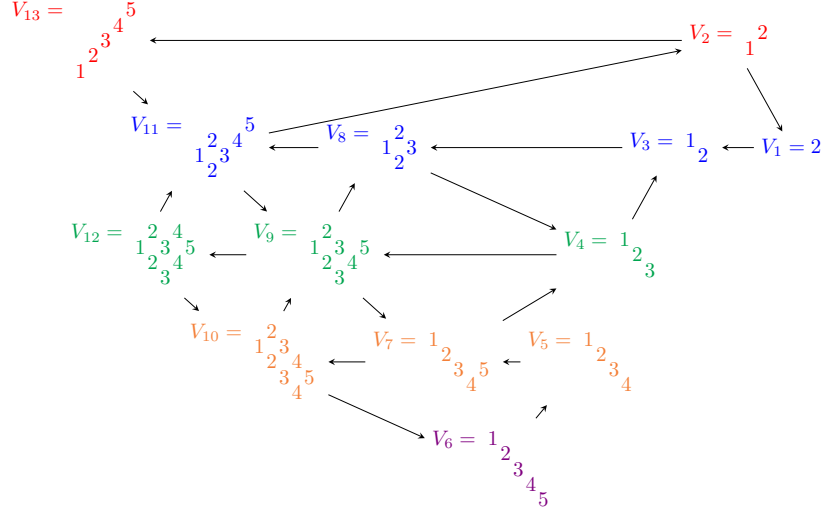 V₁₃ =
5
4
3
2
1
V₂ =
2
1
V₁₁ =
2 5
1 3 4
2
V₈ =
2
1 3
2
V₃ = 1
2
V₁ = 2
V₁₂ =
2 4
1 3 5
2 4
3
V₉ =
2
1 3 5
2 4
3
V₄ = 1
2
3
V₁₀ =
2
1 3
2 4
3 5
4
V₇ = 1
2
3 5
4
V₅ = 1
2
3
4
V₆ = 1
2
3
4
5